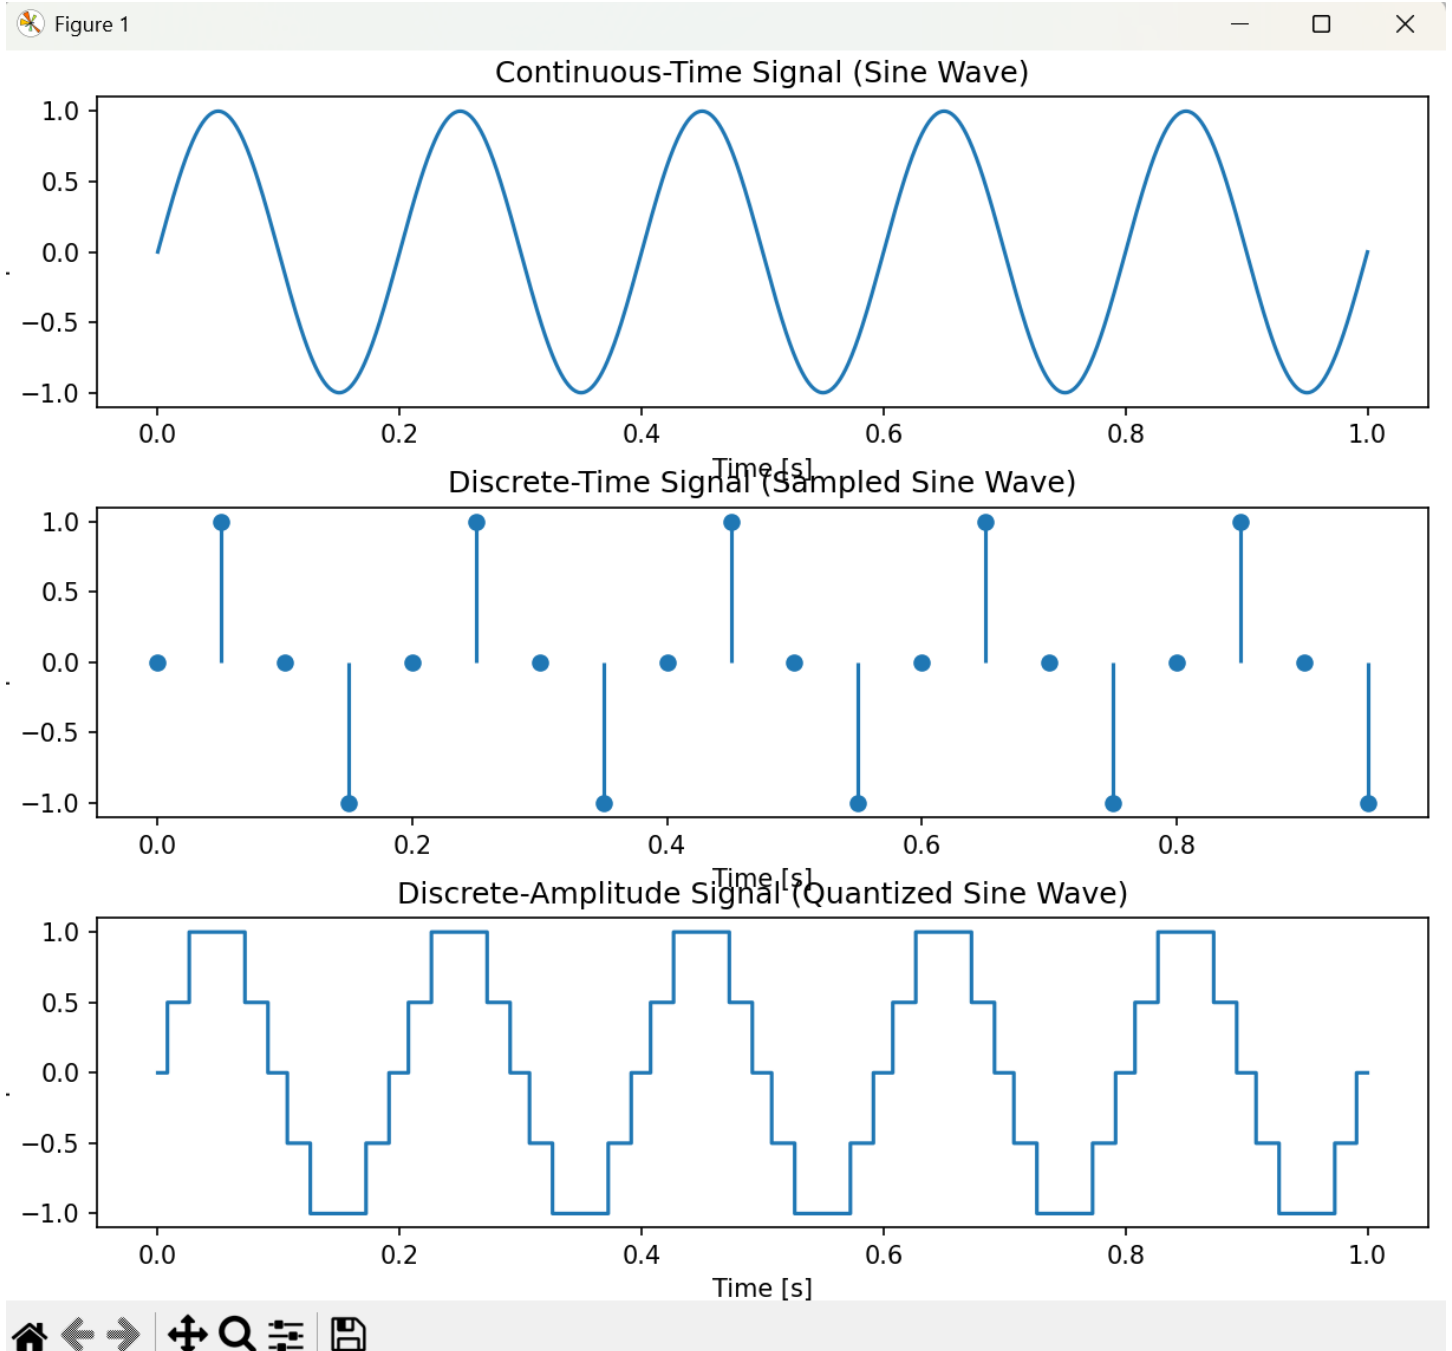 Figure 1
Continuous-Time Signal (Sine Wave)
1.0
0.5
0.0
−0.5
−1.0
0.0 0.2 0.4 0.6 0.8 1.0
Time [s]
Discrete-Time Signal (Sampled Sine Wave)
1.0
0.5
0.0
−0.5
−1.0
0.0 0.2 0.4 0.6 0.8
Time [s]
Discrete-Amplitude Signal (Quantized Sine Wave)
1.0
0.5
0.0
−0.5
−1.0
0.0 0.2 0.4 0.6 0.8 1.0
Time [s]